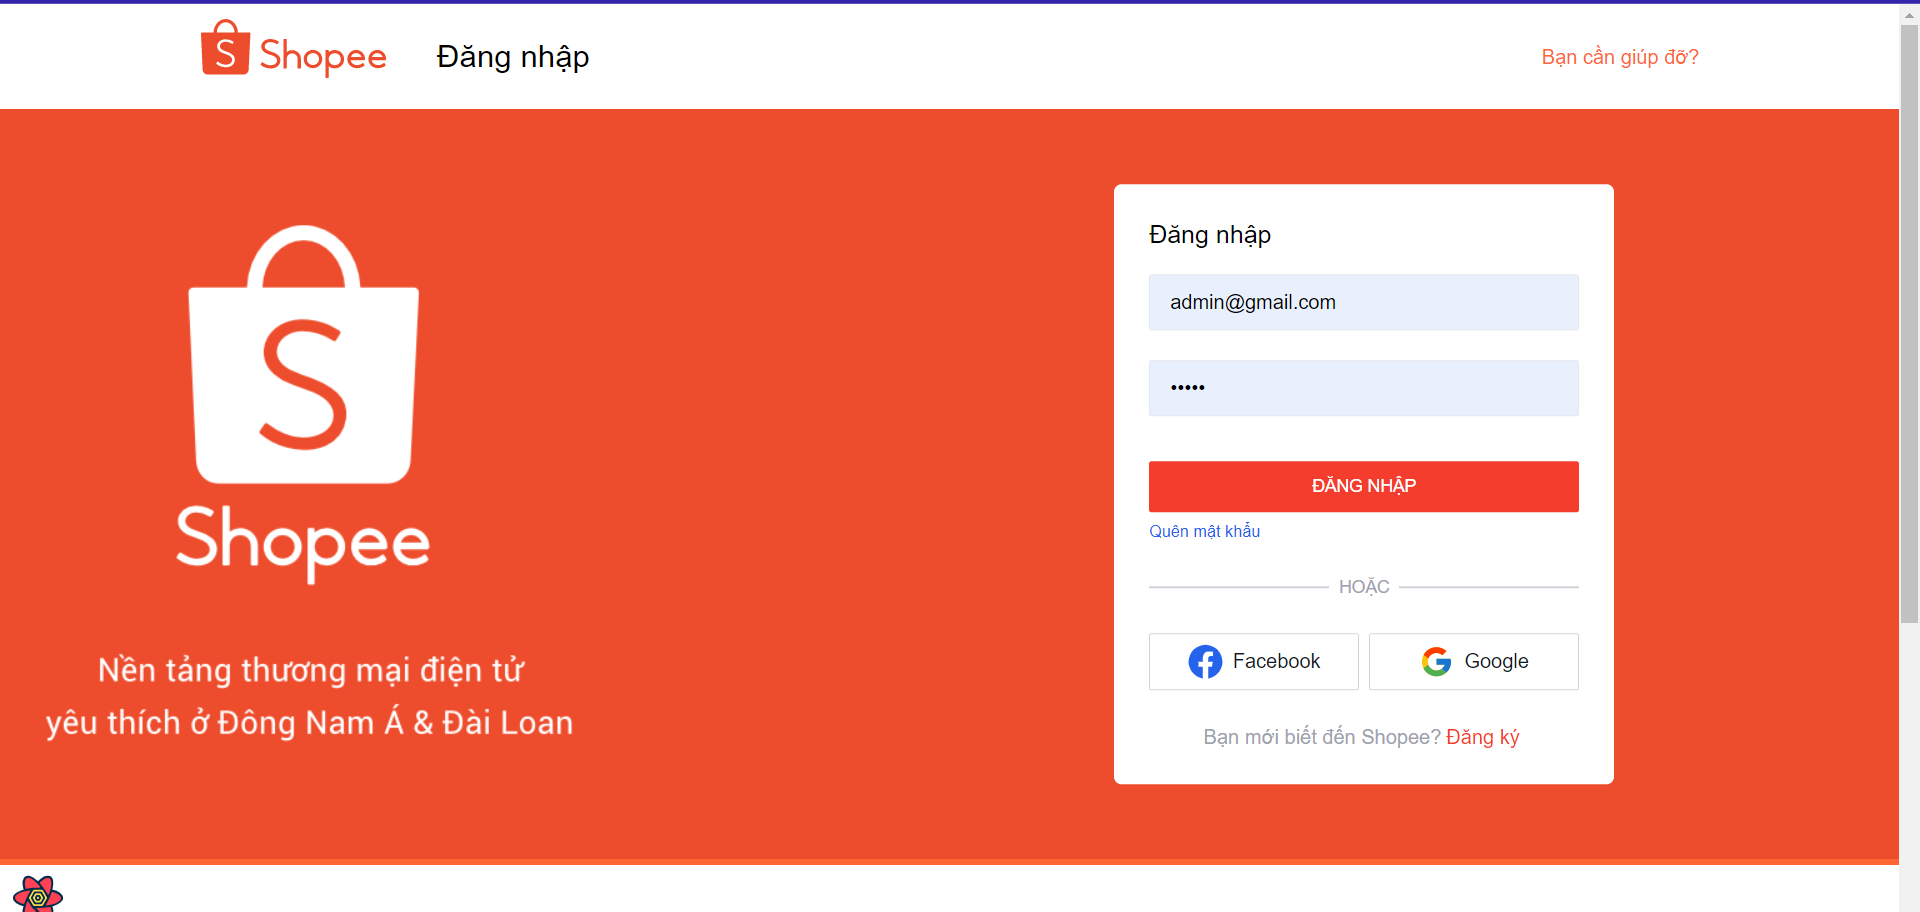 Shopee
Đăng nhập
Bạn cần giúp đỡ?
S
Shopee
Nền tảng thương mại điện tử
yêu thích ở Đông Nam Á & Đài Loan
Đăng nhập
admin@gmail.com
•••••
ĐĂNG NHẬP
Quên mật khẩu
HOẶC
Facebook
Google
Bạn mới biết đến Shopee? Đăng ký